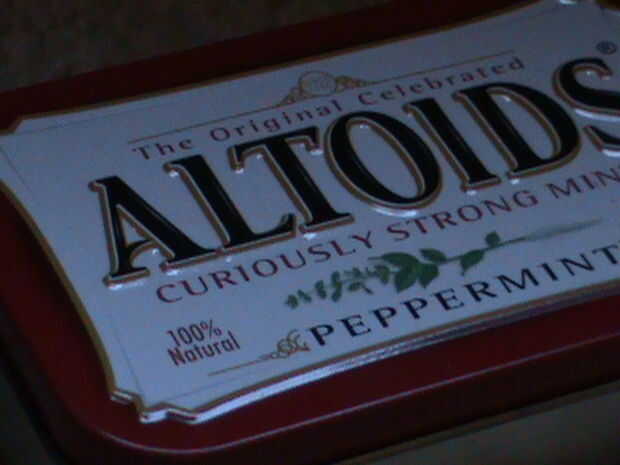 The Original Celebrated
ALTOIDS®
CURIOUSLY STRONG MIN
PEPPERMINT
100%
Natural